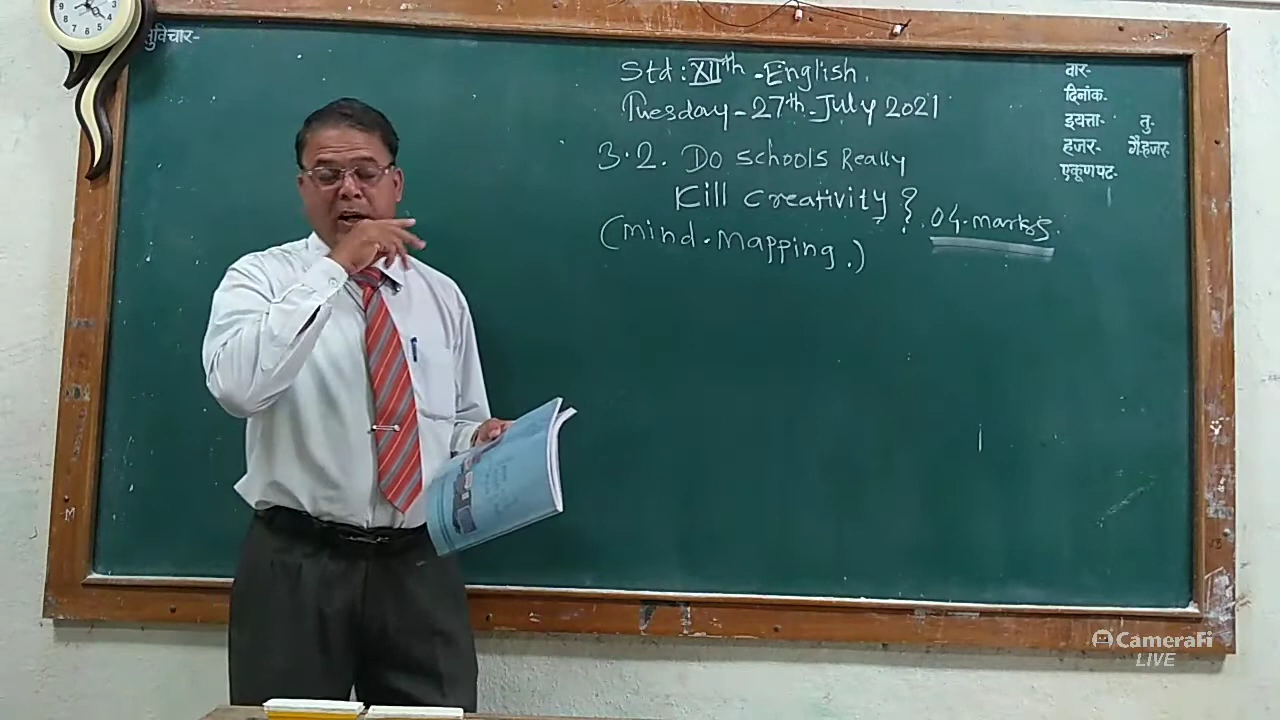 सुविचार-
Std: XIIth - English.
Tuesday - 27th July 2021
3.2. Do schools Really
Kill Creativity ?
04 marks.
(mind. mapping.)
वार-
दिनांक.
इयत्ता- तु-
हजर- गैरहजर-
एकूण पट-
CameraFi
LIVE